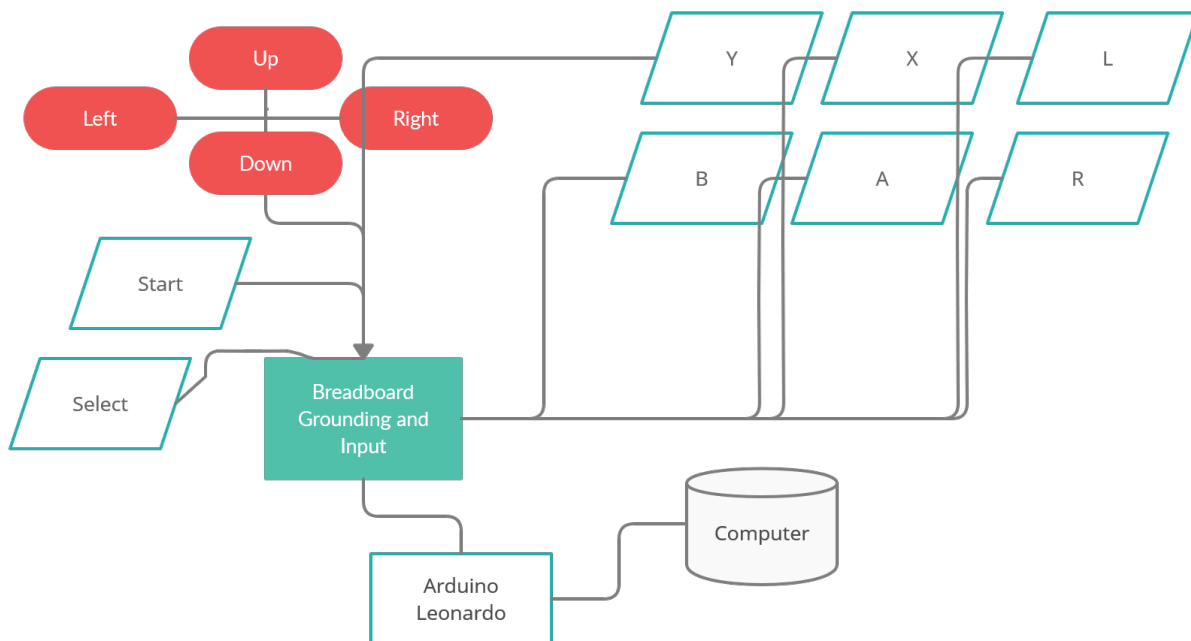 Up
Y
X
L
Left
Right
Down
B
A
R
Start
Select
Breadboard
Grounding and
Input
Computer
Arduino
Leonardo